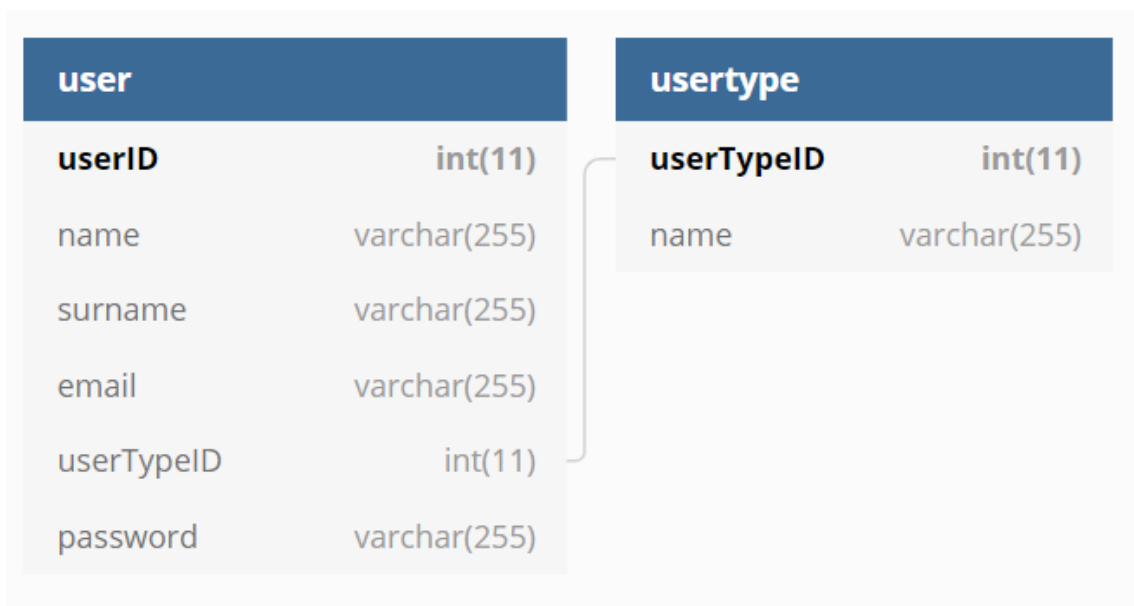 user
userID int(11)
name varchar(255)
surname varchar(255)
email varchar(255)
userTypeID int(11)
password varchar(255)
usertype
userTypeID int(11)
name varchar(255)